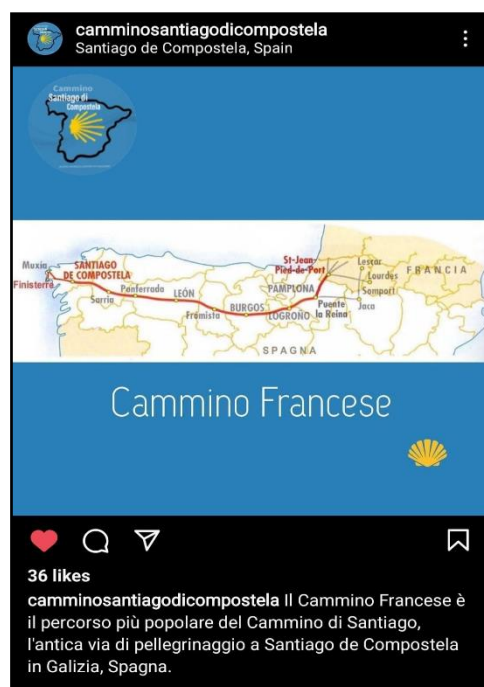 camminosantiagodicompostela
Santiago de Compostela, Spain
Cammino
Santiago di
Compostela
Muxia
Finisterre
SANTIAGO
DE COMPOSTELA
Sarria
Ponferrada
LEÓN
Fromista
BURGOS
LOGROÑO
PAMPLONA
Puente
la Reina
St-Jean-
Pied-de-Port
Lescar
Lourdes
Somport
Jaca
FRANCIA
SPAGNA
Cammino Francese
36 likes
camminosantiagodicompostela Il Cammino Francese è
il percorso più popolare del Cammino di Santiago,
l'antica via di pellegrinaggio a Santiago de Compostela
in Galizia, Spagna.